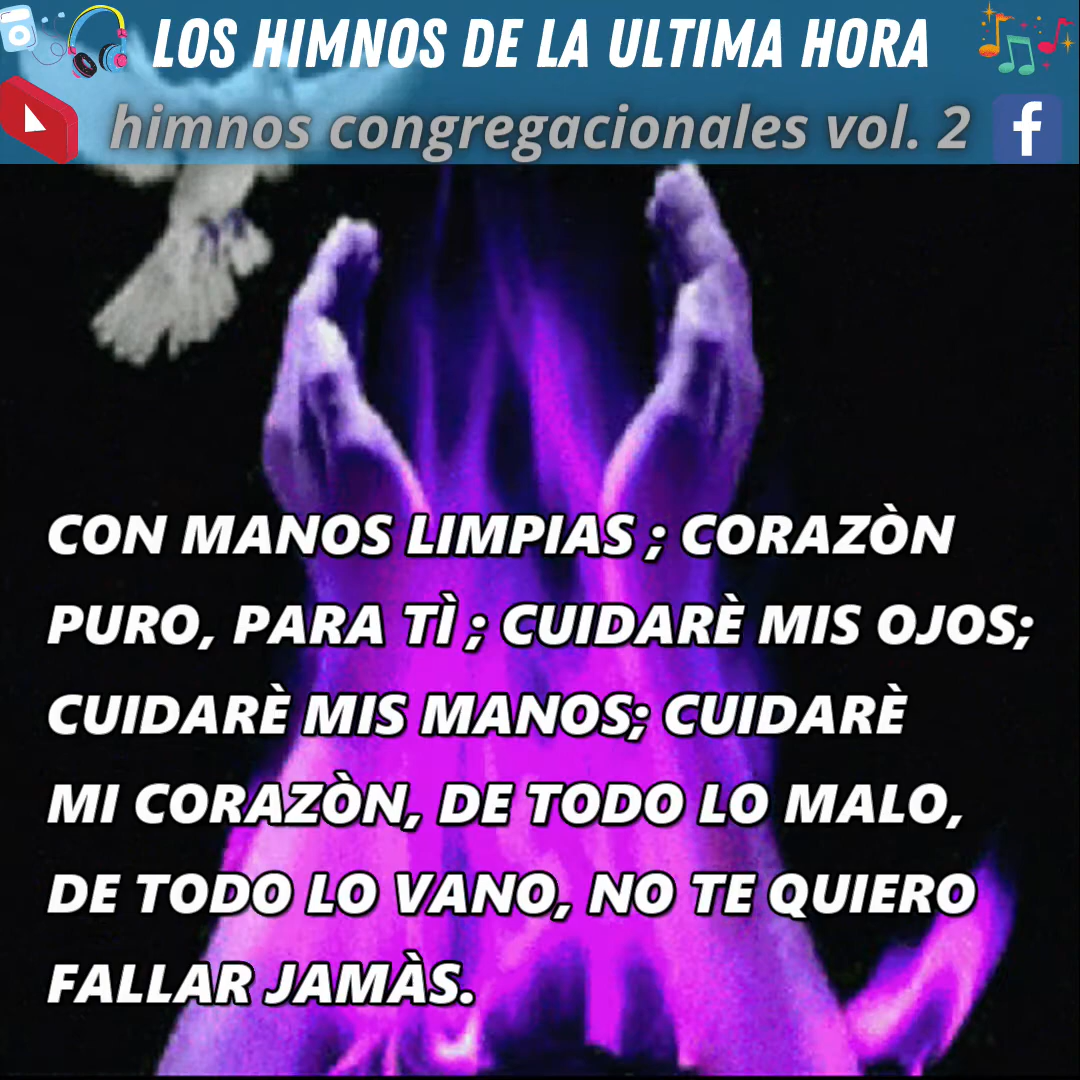 LOS HIMNOS DE LA ULTIMA HORA
himnos congregacionales vol. 2
f
CON MANOS LIMPIAS ; CORAZÒN
PURO, PARA TÌ ; CUIDARÈ MIS OJOS;
CUIDARÈ MIS MANOS; CUIDARÈ
MI CORAZÒN, DE TODO LO MALO,
DE TODO LO VANO, NO TE QUIERO
FALLAR JAMÀS.